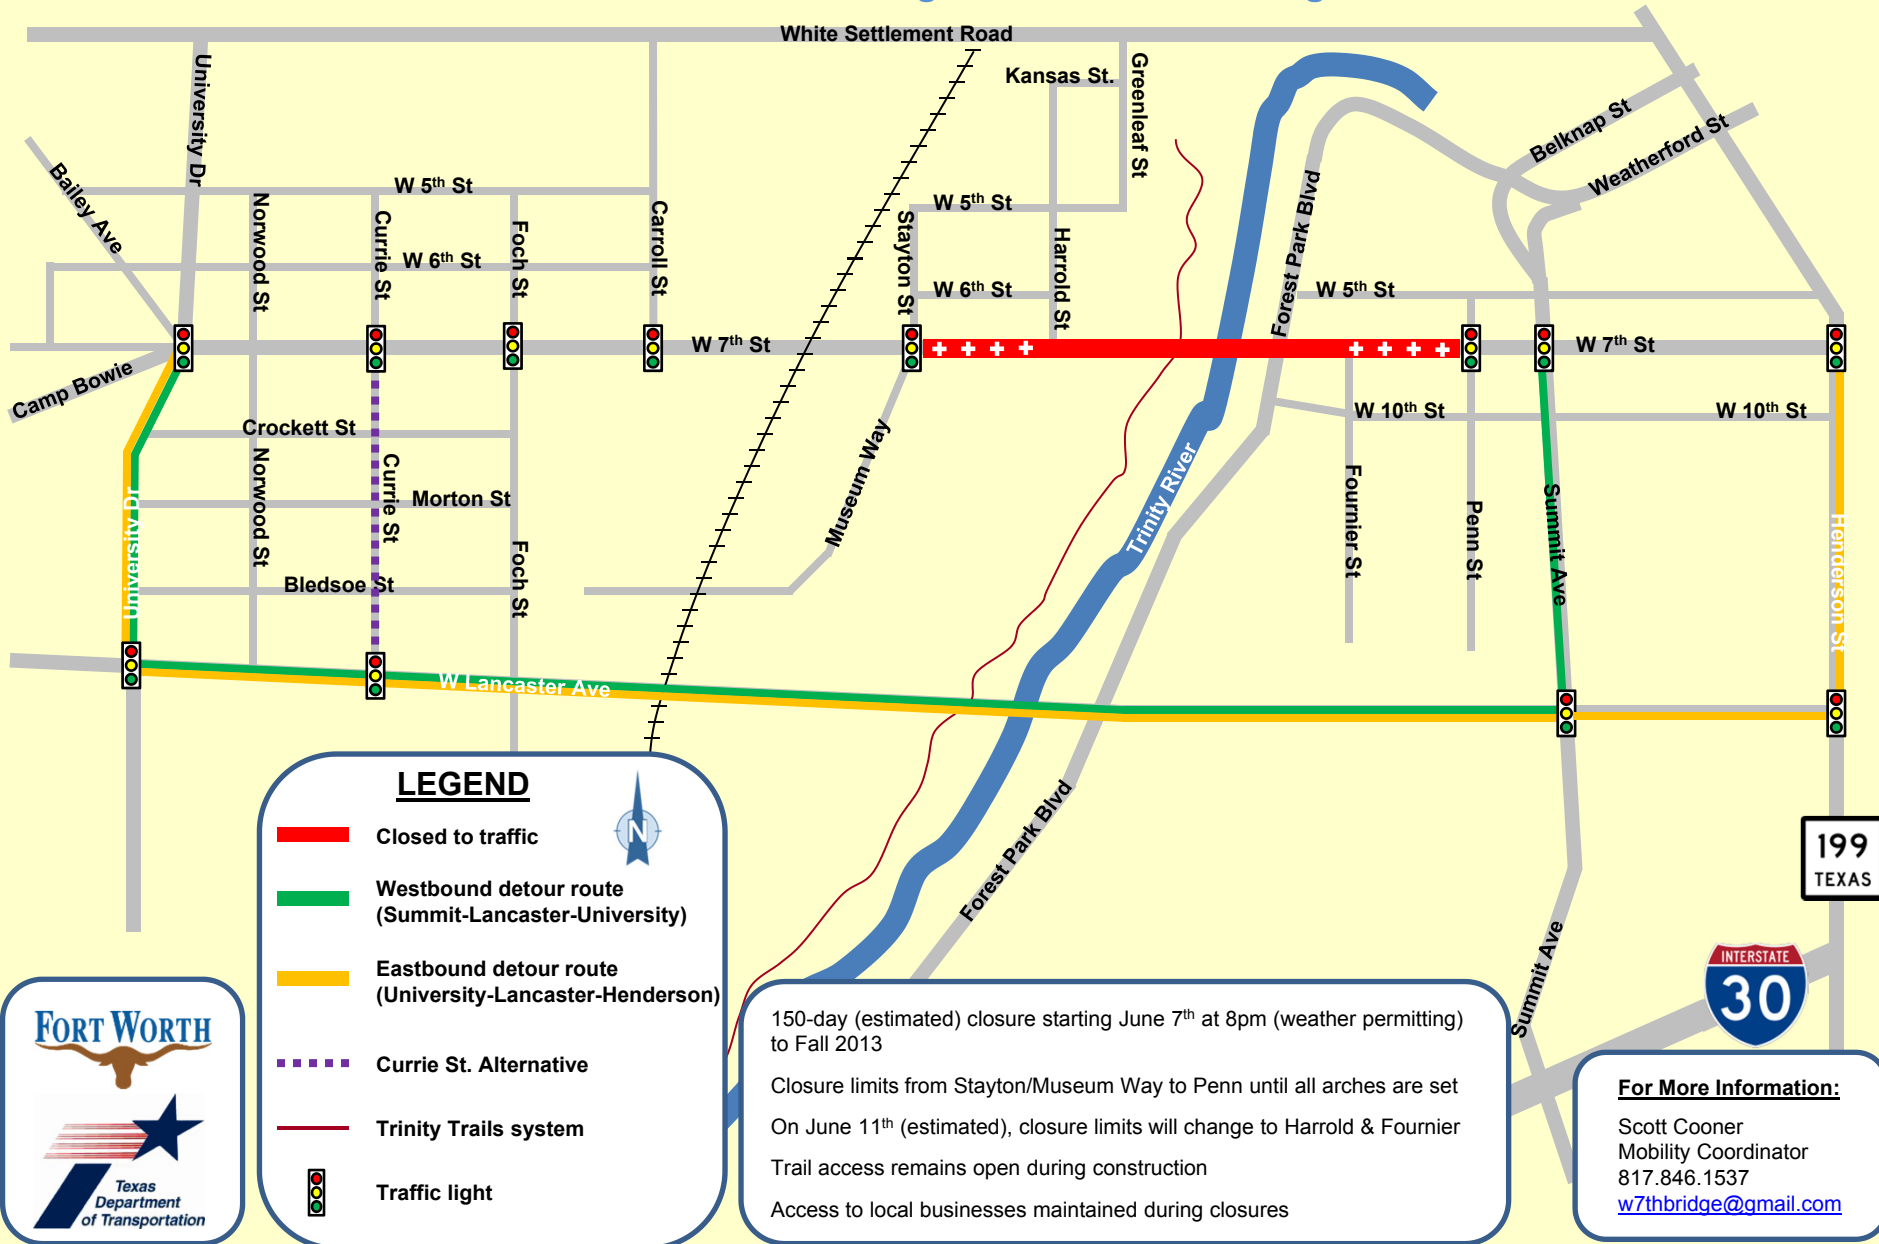 White Settlement Road
University Dr
Kansas St.
Greenleaf St
Belknap St
Weatherford St
Bailey Ave
W 5th St
Norwood St
Currie St
Foch St
Carroll St
W 6th St
Stayton St
W 5th St
Harrold St
W 6th St
Forest Park Blvd
W 5th St
W 7th St
W 7th St
Camp Bowie
Crockett St
Norwood St
Currie St
Morton St
Museum Way
Trinity River
W 10th St
W 10th St
Fournier St
Penn St
Summit Ave
Henderson St
University Dr
Bledsoe St
Foch St
W Lancaster Ave
Forest Park Blvd
Summit Ave
199
TEXAS
INTERSTATE
30
LEGEND
N
Closed to traffic
Westbound detour route
(Summit-Lancaster-University)
Eastbound detour route
(University-Lancaster-Henderson)
Currie St. Alternative
Trinity Trails system
Traffic light
FORT WORTH
Texas
Department
of Transportation
150-day (estimated) closure starting June 7th at 8pm (weather permitting)
to Fall 2013
Closure limits from Stayton/Museum Way to Penn until all arches are set
On June 11th (estimated), closure limits will change to Harrold & Fournier
Trail access remains open during construction
Access to local businesses maintained during closures
For More Information:
Scott Cooner
Mobility Coordinator
817.846.1537
w7thbridge@gmail.com